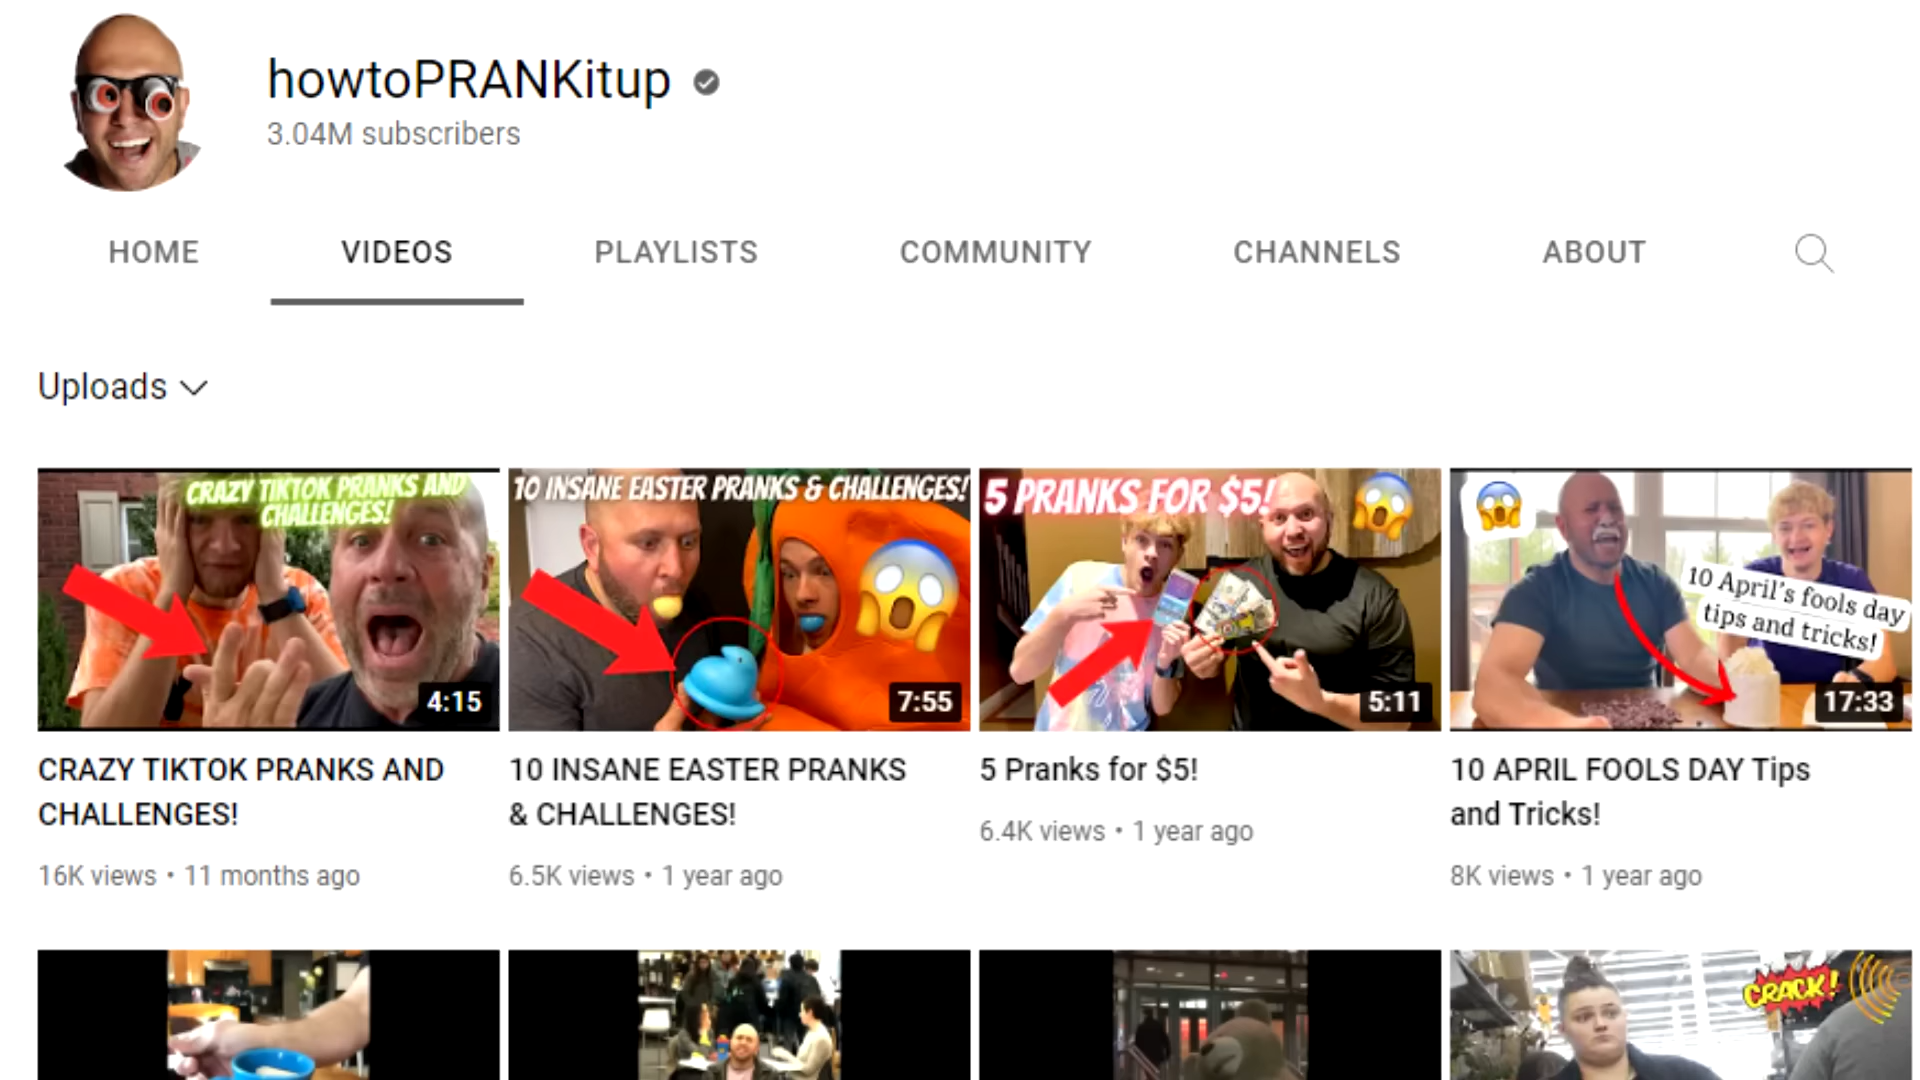 howtoPRANKitup
3.04M subscribers
HOME VIDEOS PLAYLISTS COMMUNITY CHANNELS ABOUT
Uploads
CRAZY TIKTOK PRANKS AND
CHALLENGES!
4:15
10 INSANE EASTER PRANKS & CHALLENGES!
7:55
5 PRANKS FOR $5!
5:11
10 April's fools day
tips and tricks!
17:33
CRAZY TIKTOK PRANKS AND
CHALLENGES!
16K views • 11 months ago
10 INSANE EASTER PRANKS
& CHALLENGES!
6.5K views • 1 year ago
5 Pranks for $5!
6.4K views • 1 year ago
10 APRIL FOOLS DAY Tips
and Tricks!
8K views • 1 year ago
CRACK!